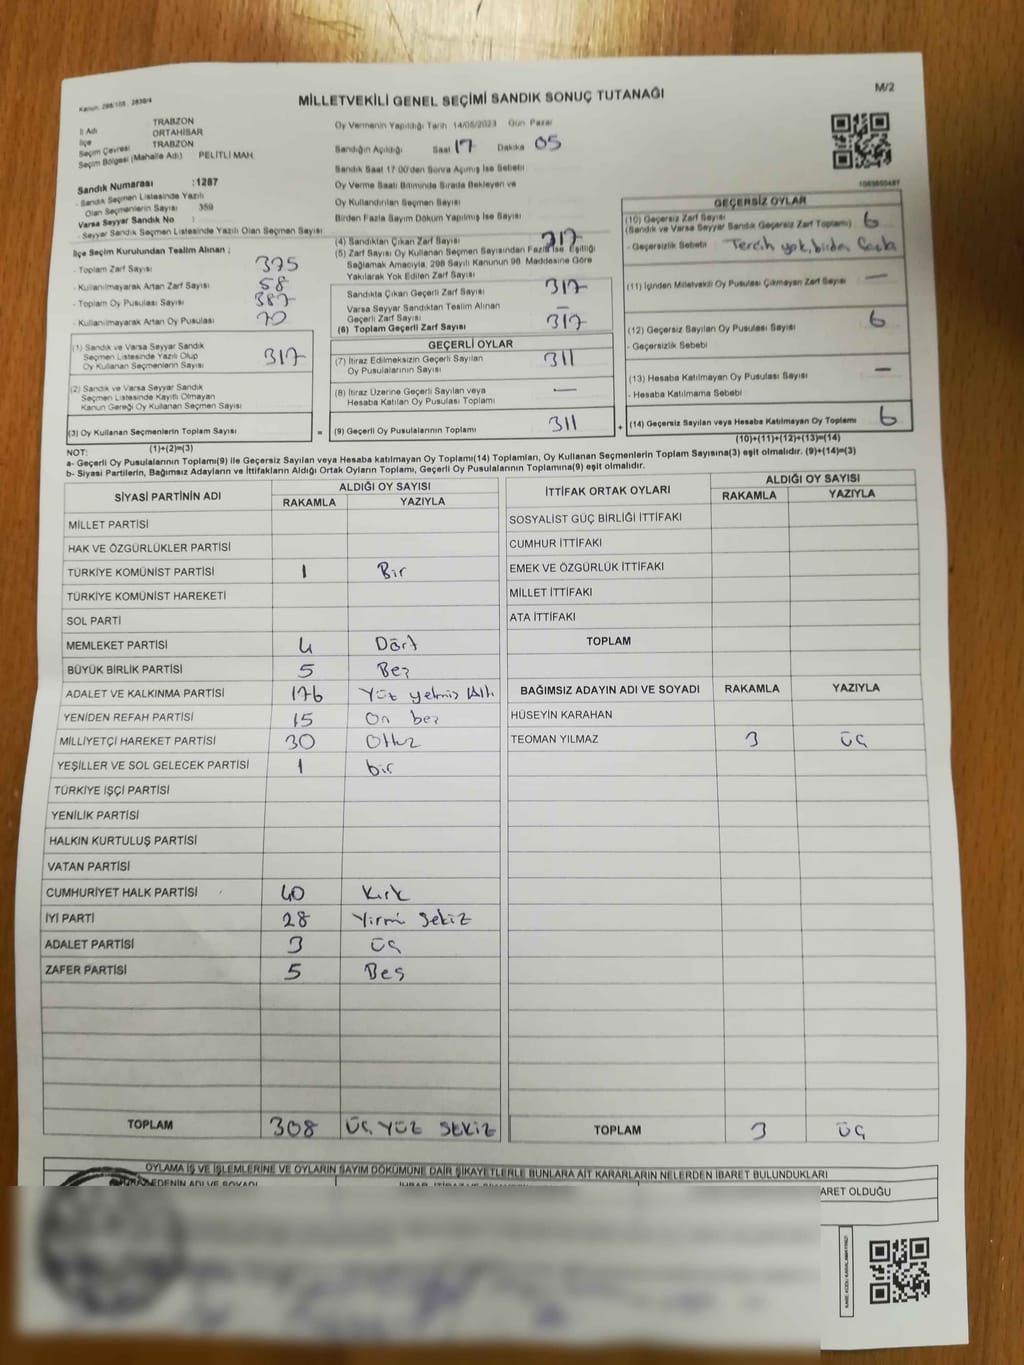 Kanun: 298/105 , 2839/4
M/2
MİLLETVEKİLİ GENEL SEÇİMİ SANDIK SONUÇ TUTANAĞI
İl Adı TRABZON
İlçe ORTAHİSAR
Seçim Çevresi TRABZON
Seçim Bölgesi (Mahalle Adı) PELİTLİ MAH.
Sandık Numarası :1287
- Sandık Seçmen Listesinde Yazılı
Olan Seçmenlerin Sayısı 359
Varsa Seyyar Sandık No :
- Seyyar Sandık Seçmen Listesinde Yazılı Olan Seçmen Sayısı
Oy Vermenin Yapıldığı Tarih 14/05/2023 Gün Pazar
Sandığın Açıldığı Saat 17 Dakika 05
Sandık Saat 17:00'den Sonra Açmış İse Sebebi
Oy Verme Saati Bitiminde Sırada Bekleyen ve
Oy Kullandırılan Seçmen Sayısı
Birden Fazla Sayım Döküm Yapılmış İse Sayısı
İlçe Seçim Kurulundan Teslim Alınan ;
- Toplam Zarf Sayısı 375
- Kullanılmayarak Artan Zarf Sayısı 58
- Toplam Oy Pusulası Sayısı 387
- Kullanılmayarak Artan Oy Pusulası 70
(1) Sandık ve Varsa Seyyar Sandık
Seçmen Listesinde Yazılı Olup
Oy Kullanan Seçmenlerin Sayısı 317
(2) Sandık ve Varsa Seyyar Sandık
Seçmen Listesinde Kayıtlı Olmayan
Kanun Gereği Oy Kullanan Seçmen Sayısı
(3) Oy Kullanan Seçmenlerin Toplam Sayısı
(1)+(2)=(3)
(4) Sandıktan Çıkan Zarf Sayısı 317
(5) Zarf Sayısı Oy Kullanan Seçmen Sayısından Fazla İse, Eşitliği
Sağlamak Amacıyla, 298 Sayılı Kanunun 98. Maddesine Göre
Yakılarak Yok Edilen Zarf Sayısı
Sandıkta Çıkan Geçerli Zarf Sayısı 317
Varsa Seyyar Sandıktan Teslim Alınan
Geçerli Zarf Sayısı —
(6) Toplam Geçerli Zarf Sayısı 317
GEÇERLİ OYLAR
(7) İtiraz Edilmeksizin Geçerli Sayılan
Oy Pusulalarının Sayısı 311
(8) İtiraz Üzerine Geçerli Sayılan veya
Hesaba Katılan Oy Pusulası Toplamı —
= (9) Geçerli Oy Pusulalarının Toplamı 311
GEÇERSİZ OYLAR
(10) Geçersiz Zarf Sayısı
(Sandık ve Varsa Seyyar Sandık Geçersiz Zarf Toplamı) 6
- Geçersizlik Sebebi Tercih yok, birden fazla
(11) İçinden Milletvekili Oy Pusulası Çıkmayan Zarf Sayısı —
(12) Geçersiz Sayılan Oy Pusulası Sayısı 6
- Geçersizlik Sebebi
(13) Hesaba Katılmayan Oy Pusulası Sayısı —
- Hesaba Katılmama Sebebi
+ (14) Geçersiz Sayılan veya Hesaba Katılmayan Oy Toplamı 6
(10)+(11)+(12)+(13)=(14)
NOT:
a- Geçerli Oy Pusulalarının Toplamı(9) ile Geçersiz Sayılan veya Hesaba katılmayan Oy Toplamı(14) Toplamları, Oy Kullanan Seçmenlerin Toplam Sayısına(3) eşit olmalıdır. (9)+(14)=(3)
b- Siyasi Partilerin, Bağımsız Adayların ve İttifakların Aldığı Ortak Oyların Toplamı, Geçerli Oy Pusulalarının Toplamına(9) eşit olmalıdır.
SİYASİ PARTİNİN ADI ALDIĞI OY SAYISI
RAKAMLA YAZIYLA
MİLLET PARTİSİ
HAK VE ÖZGÜRLÜKLER PARTİSİ
TÜRKİYE KOMÜNİST PARTİSİ 1 Bir
TÜRKİYE KOMÜNİST HAREKETİ
SOL PARTİ
MEMLEKET PARTİSİ 4 Dört
BÜYÜK BİRLİK PARTİSİ 5 Beş
ADALET VE KALKINMA PARTİSİ 176 Yüz yetmiş Altı
YENİDEN REFAH PARTİSİ 15 On beş
MİLLİYETÇİ HAREKET PARTİSİ 30 Otuz
YEŞİLLER VE SOL GELECEK PARTİSİ 1 bir
TÜRKİYE İŞÇİ PARTİSİ
YENİLİK PARTİSİ
HALKIN KURTULUŞ PARTİSİ
VATAN PARTİSİ
CUMHURİYET HALK PARTİSİ 40 Kırk
İYİ PARTİ 28 Yirmi Sekiz
ADALET PARTİSİ 3 üç
ZAFER PARTİSİ 5 Beş
TOPLAM 308 ÜÇ YÜZ SEKİZ
İTTİFAK ORTAK OYLARI ALDIĞI OY SAYISI
RAKAMLA YAZIYLA
SOSYALİST GÜÇ BİRLİĞİ İTTİFAKI
CUMHUR İTTİFAKI
EMEK VE ÖZGÜRLÜK İTTİFAKI
MİLLET İTTİFAKI
ATA İTTİFAKI
TOPLAM
BAĞIMSIZ ADAYIN ADI VE SOYADI RAKAMLA YAZIYLA
HÜSEYİN KARAHAN
TEOMAN YILMAZ 3 üç
TOPLAM 3 üç
OYLAMA İŞ VE İŞLEMLERİNE VE OYLARIN SAYIM DÖKÜMÜNE DAİR ŞİKAYETLERLE BUNLARA AİT KARARLARIN NELERDEN İBARET BULUNDUKLARI
ARET OLDUĞU